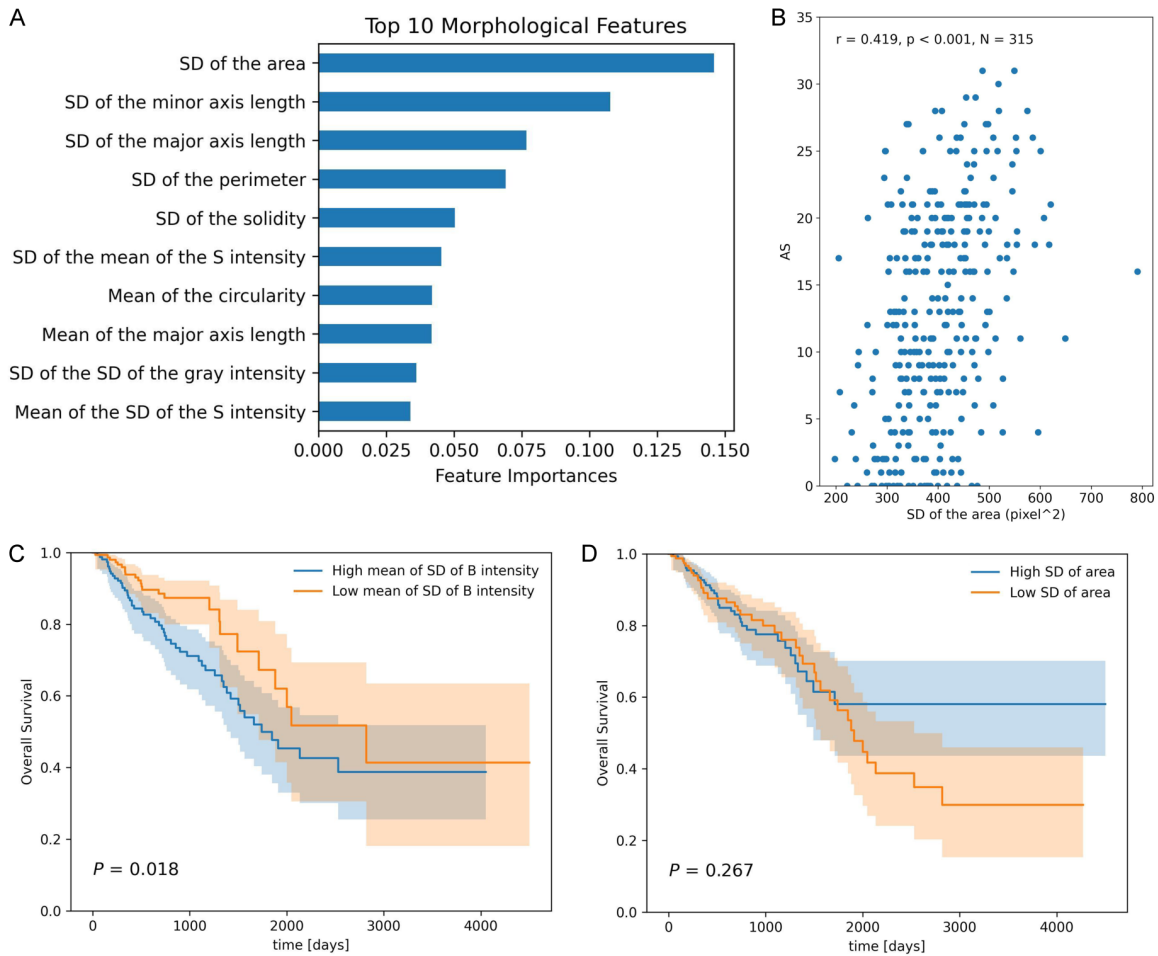 A
Top 10 Morphological Features
SD of the area
SD of the minor axis length
SD of the major axis length
SD of the perimeter
SD of the solidity
SD of the mean of the S intensity
Mean of the circularity
Mean of the major axis length
SD of the SD of the gray intensity
Mean of the SD of the S intensity
0.000 0.025 0.050 0.075 0.100 0.125 0.150
Feature Importances
B
r = 0.419, p < 0.001, N = 315
35
30
25
20
15
10
5
0
AS
200 300 400 500 600 700 800
SD of the area (pixel^2)
C
High mean of SD of B intensity
Low mean of SD of B intensity
1.0
0.8
0.6
0.4
0.2
0.0
Overall Survival
P = 0.018
0 1000 2000 3000 4000
time [days]
D
High SD of area
Low SD of area
1.0
0.8
0.6
0.4
0.2
0.0
Overall Survival
P = 0.267
0 1000 2000 3000 4000
time [days]